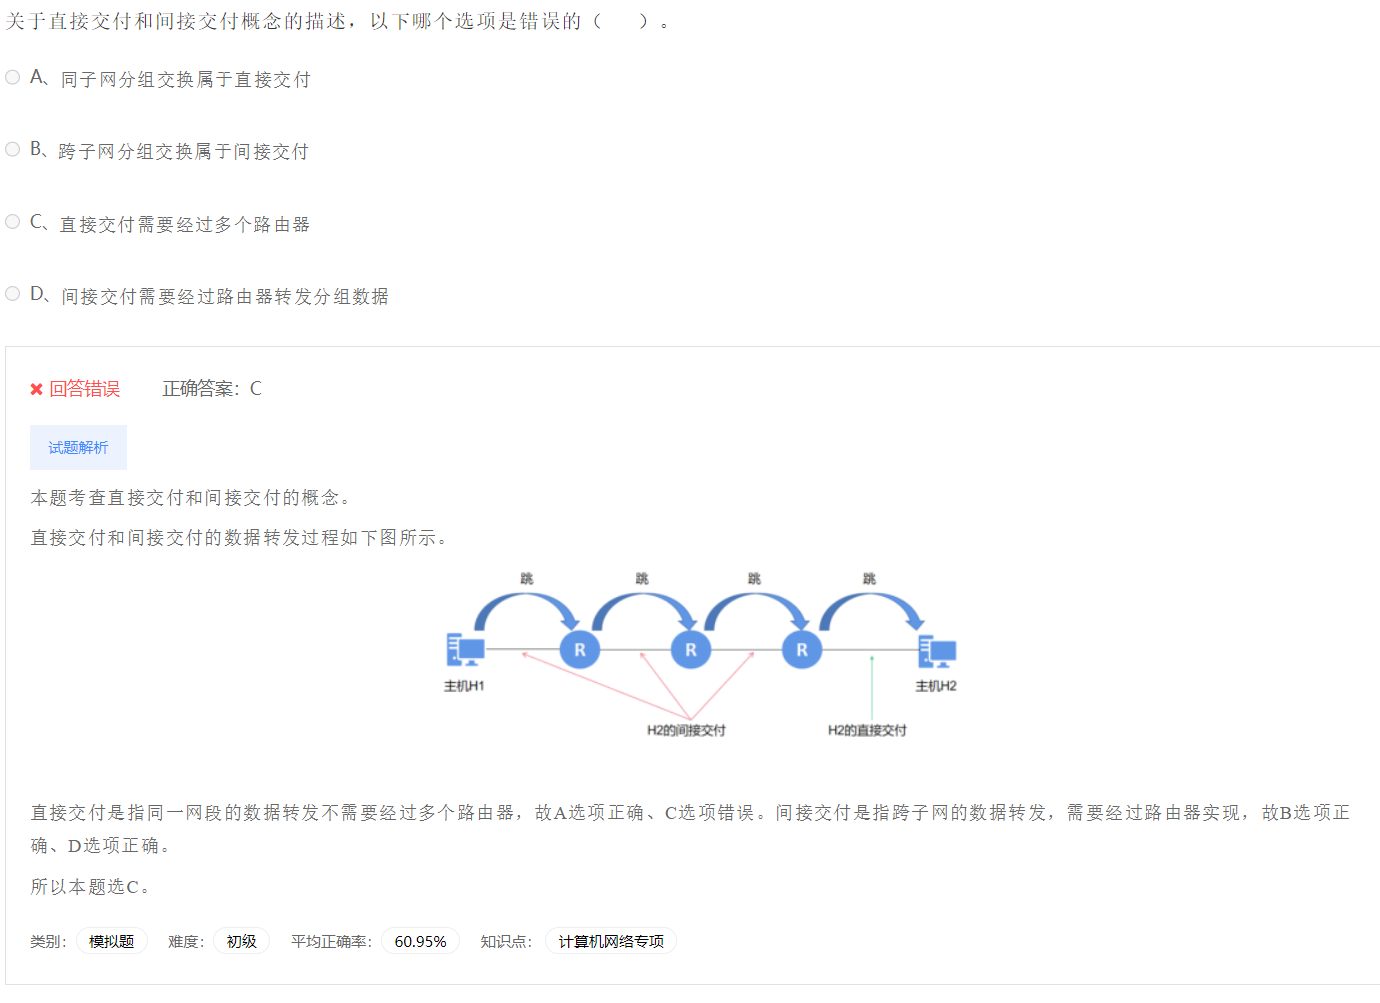 关于直接交付和间接交付概念的描述，以下哪个选项是错误的（　　）。
A、同子网分组交换属于直接交付
B、跨子网分组交换属于间接交付
C、直接交付需要经过多个路由器
D、间接交付需要经过路由器转发分组数据
回答错误 正确答案：C
试题解析
本题考查直接交付和间接交付的概念。
直接交付和间接交付的数据转发过程如下图所示。
跳 跳 跳 跳
R R R
主机H1 主机H2
H2的间接交付 H2的直接交付
直接交付是指同一网段的数据转发不需要经过多个路由器，故A选项正确、C选项错误。间接交付是指跨子网的数据转发，需要经过路由器实现，故B选项正
确、D选项正确。
所以本题选C。
类别： 模拟题 难度： 初级 平均正确率： 60.95% 知识点： 计算机网络专项